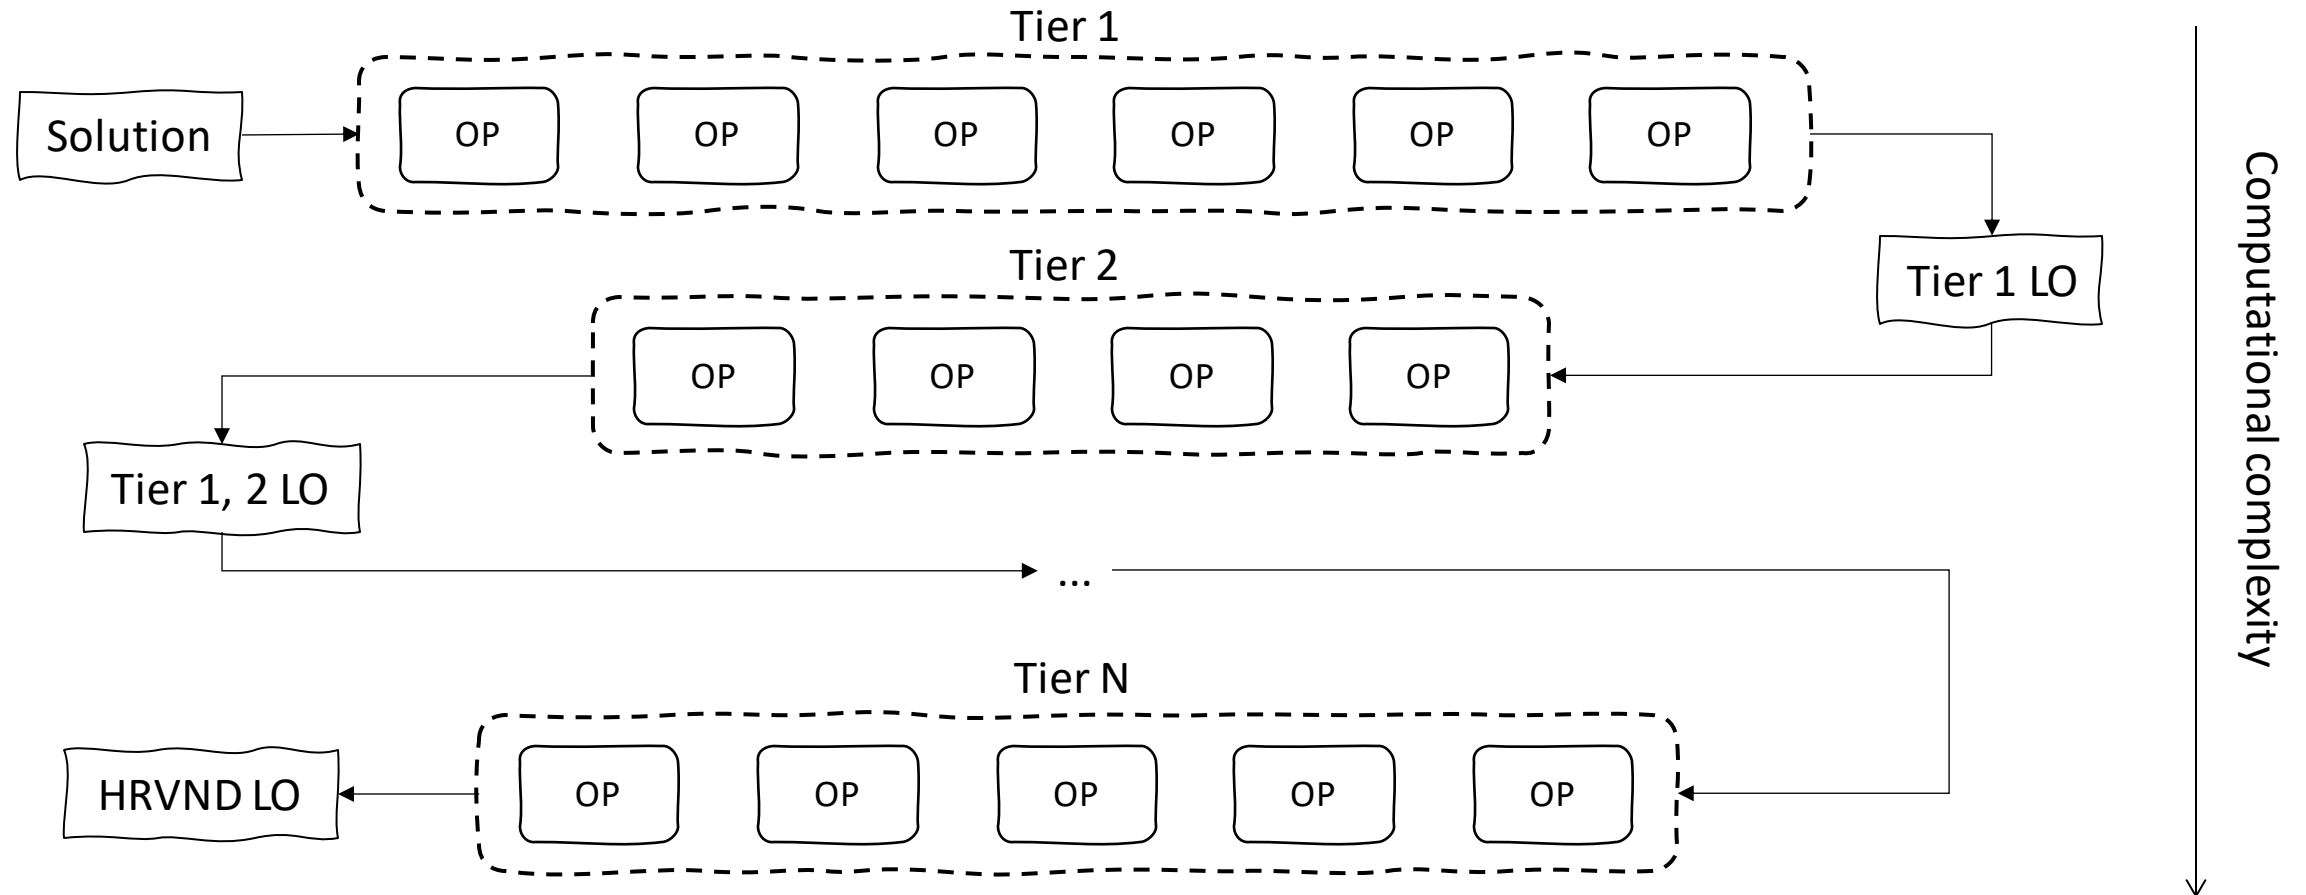 Tier 1
Solution
OP OP OP OP OP OP
Tier 1 LO
Tier 2
OP OP OP OP
Tier 1, 2 LO
...
Tier N
HRVND LO
OP OP OP OP OP
Computational complexity